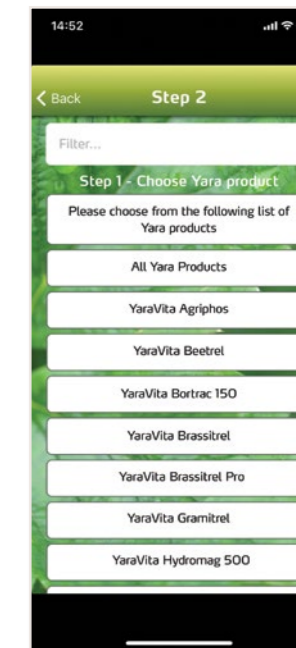 14:52
Back
Step 2
Filter...
Step 1 - Choose Yara product
Please choose from the following list of
Yara products
All Yara Products
YaraVita Agriphos
YaraVita Beetrel
YaraVita Bortrac 150
YaraVita Brassitrel
YaraVita Brassitrel Pro
YaraVita Gramitrel
YaraVita Hydromag 500